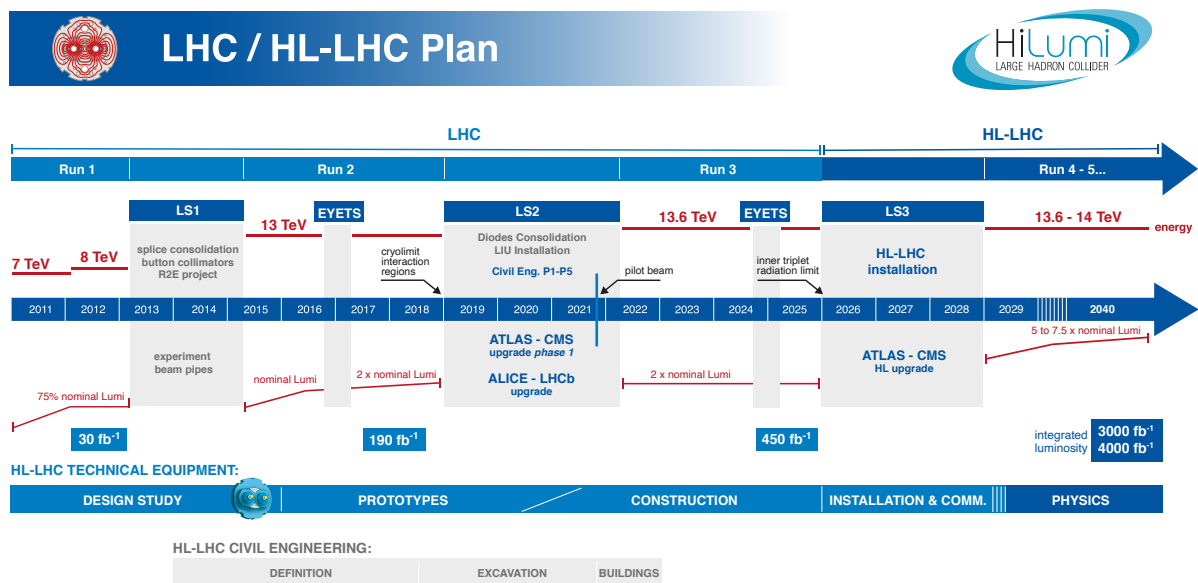 LHC / HL-LHC Plan
HiLumi
LARGE HADRON COLLIDER
LHC
HL-LHC
Run 1
Run 2
Run 3
Run 4 - 5...
LS1
EYETS
LS2
EYETS
LS3
13 TeV
13.6 TeV
13.6 - 14 TeV
energy
7 TeV
8 TeV
splice consolidation
button collimators
R2E project
cryolimit
interaction
regions
Diodes Consolidation
LIU Installation
Civil Eng. P1-P5
pilot beam
inner triplet
radiation limit
HL-LHC
installation
2011 2012 2013 2014 2015 2016 2017 2018 2019 2020 2021 2022 2023 2024 2025 2026 2027 2028 2029 2040
5 to 7.5 x nominal Lumi
experiment
beam pipes
ATLAS - CMS
upgrade phase 1
ALICE - LHCb
upgrade
ATLAS - CMS
HL upgrade
75% nominal Lumi
nominal Lumi
2 x nominal Lumi
2 x nominal Lumi
30 fb⁻¹
190 fb⁻¹
450 fb⁻¹
integrated
luminosity
3000 fb⁻¹
4000 fb⁻¹
HL-LHC TECHNICAL EQUIPMENT:
DESIGN STUDY
PROTOTYPES
CONSTRUCTION
INSTALLATION & COMM.
PHYSICS
HL-LHC CIVIL ENGINEERING:
DEFINITION
EXCAVATION
BUILDINGS